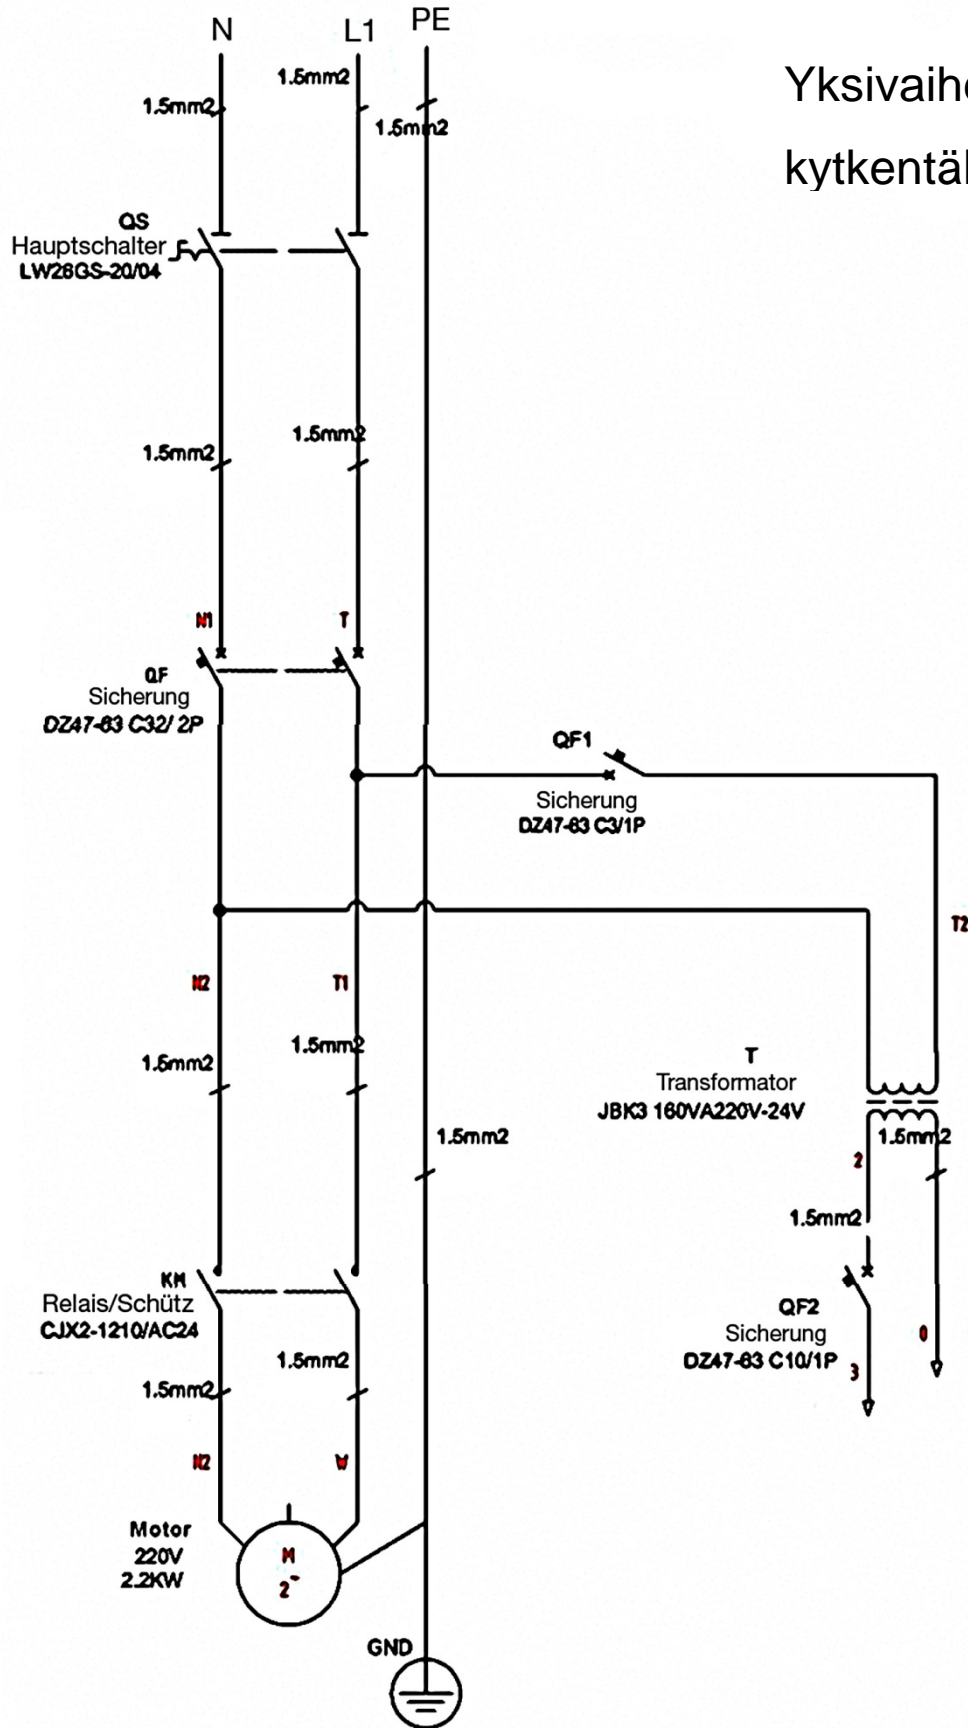 N
L1
PE
1.5mm2
1.5mm2
1.5mm2
QS
Hauptschalter
LW26GS-20/04
1.5mm2
1.5mm2
N1
T
QF
Sicherung
DZ47-63 C32/ 2P
QF1
Sicherung
DZ47-63 C3/1P
T2
N2
T1
1.5mm2
1.5mm2
T
Transformator
JBK3 160VA220V-24V
1.5mm2
1.5mm2
2
1.5mm2
KM
Relais/Schütz
CJX2-1210/AC24
QF2
Sicherung
DZ47-63 C10/1P
0
3
1.5mm2
1.5mm2
N2
W
Motor
220V
2.2KW
M
2~
GND